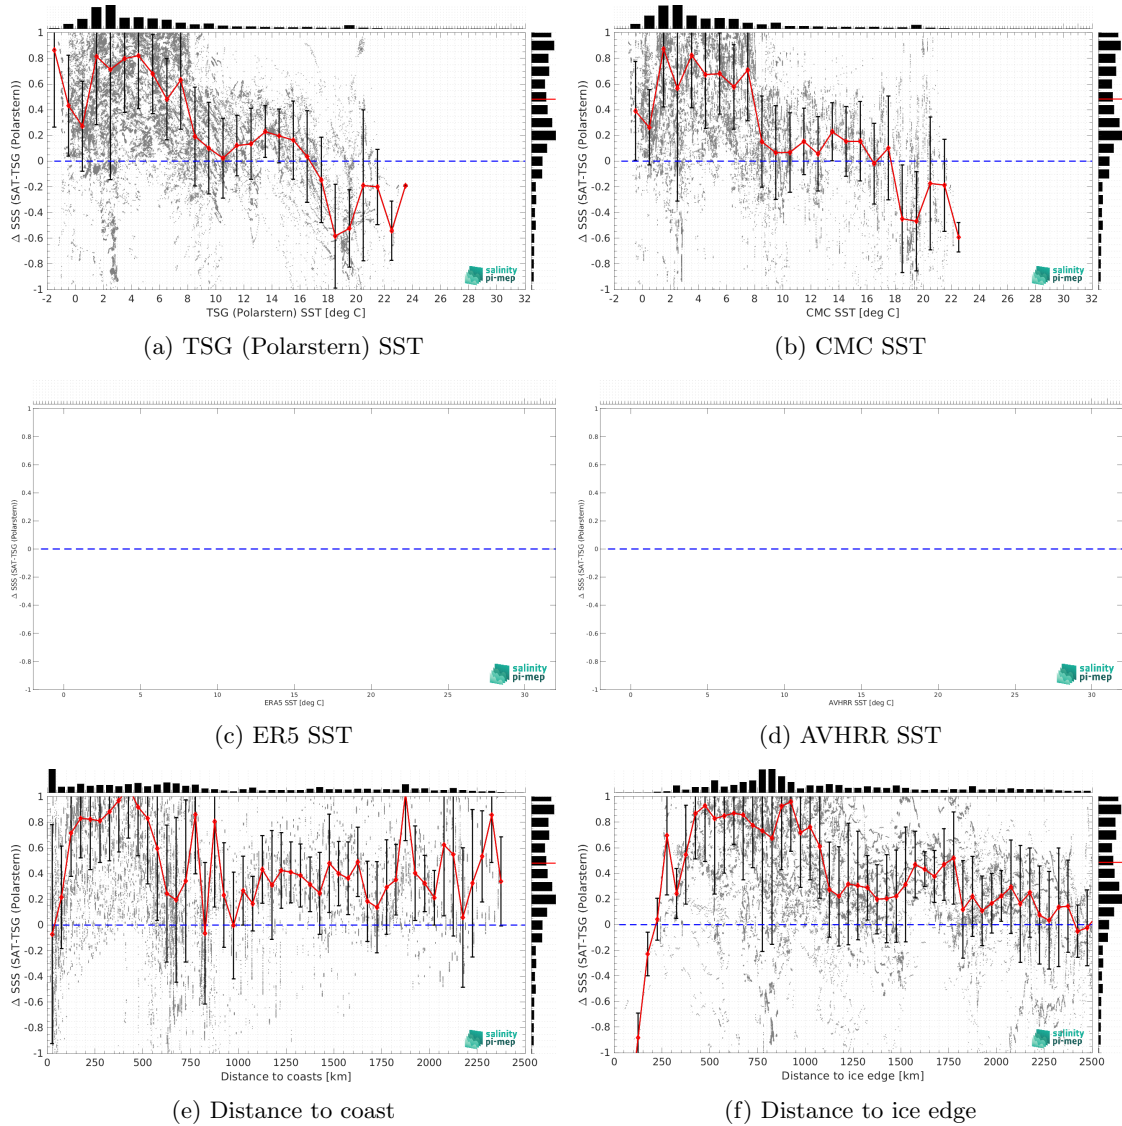 1
0.8
0.6
0.4
0.2
0
-0.2
-0.4
-0.6
-0.8
-1
Δ SSS (SAT-TSG (Polarstern))
-2 0 2 4 6 8 10 12 14 16 18 20 22 24 26 28 30 32
TSG (Polarstern) SST [deg C]
salinity
pi-mep
(a) TSG (Polarstern) SST
1
0.8
0.6
0.4
0.2
0
-0.2
-0.4
-0.6
-0.8
-1
Δ SSS (SAT-TSG (Polarstern))
-2 0 2 4 6 8 10 12 14 16 18 20 22 24 26 28 30 32
CMC SST [deg C]
salinity
pi-mep
(b) CMC SST
1
0.8
0.6
0.4
0.2
0
-0.2
-0.4
-0.6
-0.8
-1
Δ SSS (SAT-TSG (Polarstern))
0 5 10 15 20 25 30
ERA5 SST [deg C]
salinity
pi-mep
(c) ER5 SST
1
0.8
0.6
0.4
0.2
0
-0.2
-0.4
-0.6
-0.8
-1
Δ SSS (SAT-TSG (Polarstern))
0 5 10 15 20 25 30
AVHRR SST [deg C]
salinity
pi-mep
(d) AVHRR SST
1
0.8
0.6
0.4
0.2
0
-0.2
-0.4
-0.6
-0.8
-1
Δ SSS (SAT-TSG (Polarstern))
0 250 500 750 1000 1250 1500 1750 2000 2250 2500
Distance to coasts [km]
salinity
pi-mep
(e) Distance to coast
1
0.8
0.6
0.4
0.2
0
-0.2
-0.4
-0.6
-0.8
-1
Δ SSS (SAT-TSG (Polarstern))
0 250 500 750 1000 1250 1500 1750 2000 2250 2500
Distance to ice edge [km]
salinity
pi-mep
(f) Distance to ice edge